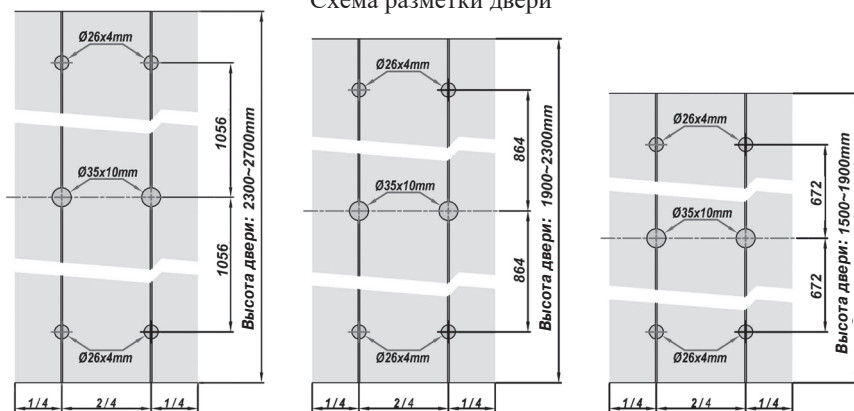 Схема разметки двери
Ø26x4mm
1056
Ø35x10mm
1056
Ø26x4mm
Высота двери: 2300~2700mm
1/4 2/4 1/4
Ø26x4mm
864
Ø35x10mm
864
Ø26x4mm
Высота двери: 1900~2300mm
1/4 2/4 1/4
Ø26x4mm
672
Ø35x10mm
672
Ø26x4mm
Высота двери: 1500~1900mm
1/4 2/4 1/4